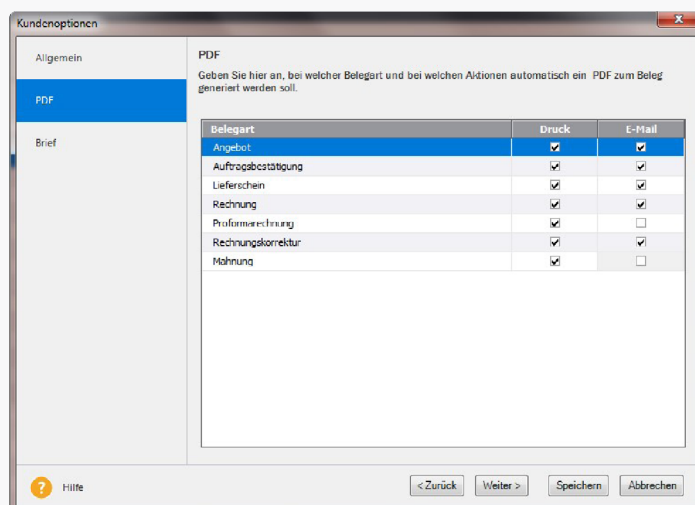 Kundenoptionen
x
Allgemein
PDF
Brief
PDF
Geben Sie hier an, bei welcher Belegart und bei welchen Aktionen automatisch ein PDF zum Beleg
generiert werden soll.
Belegart Druck E-Mail
Angebot
Auftragsbestätigung
Lieferschein
Rechnung
Proformarechnung
Rechnungskorrektur
Mahnung
? Hilfe < Zurück Weiter > Speichern Abbrechen